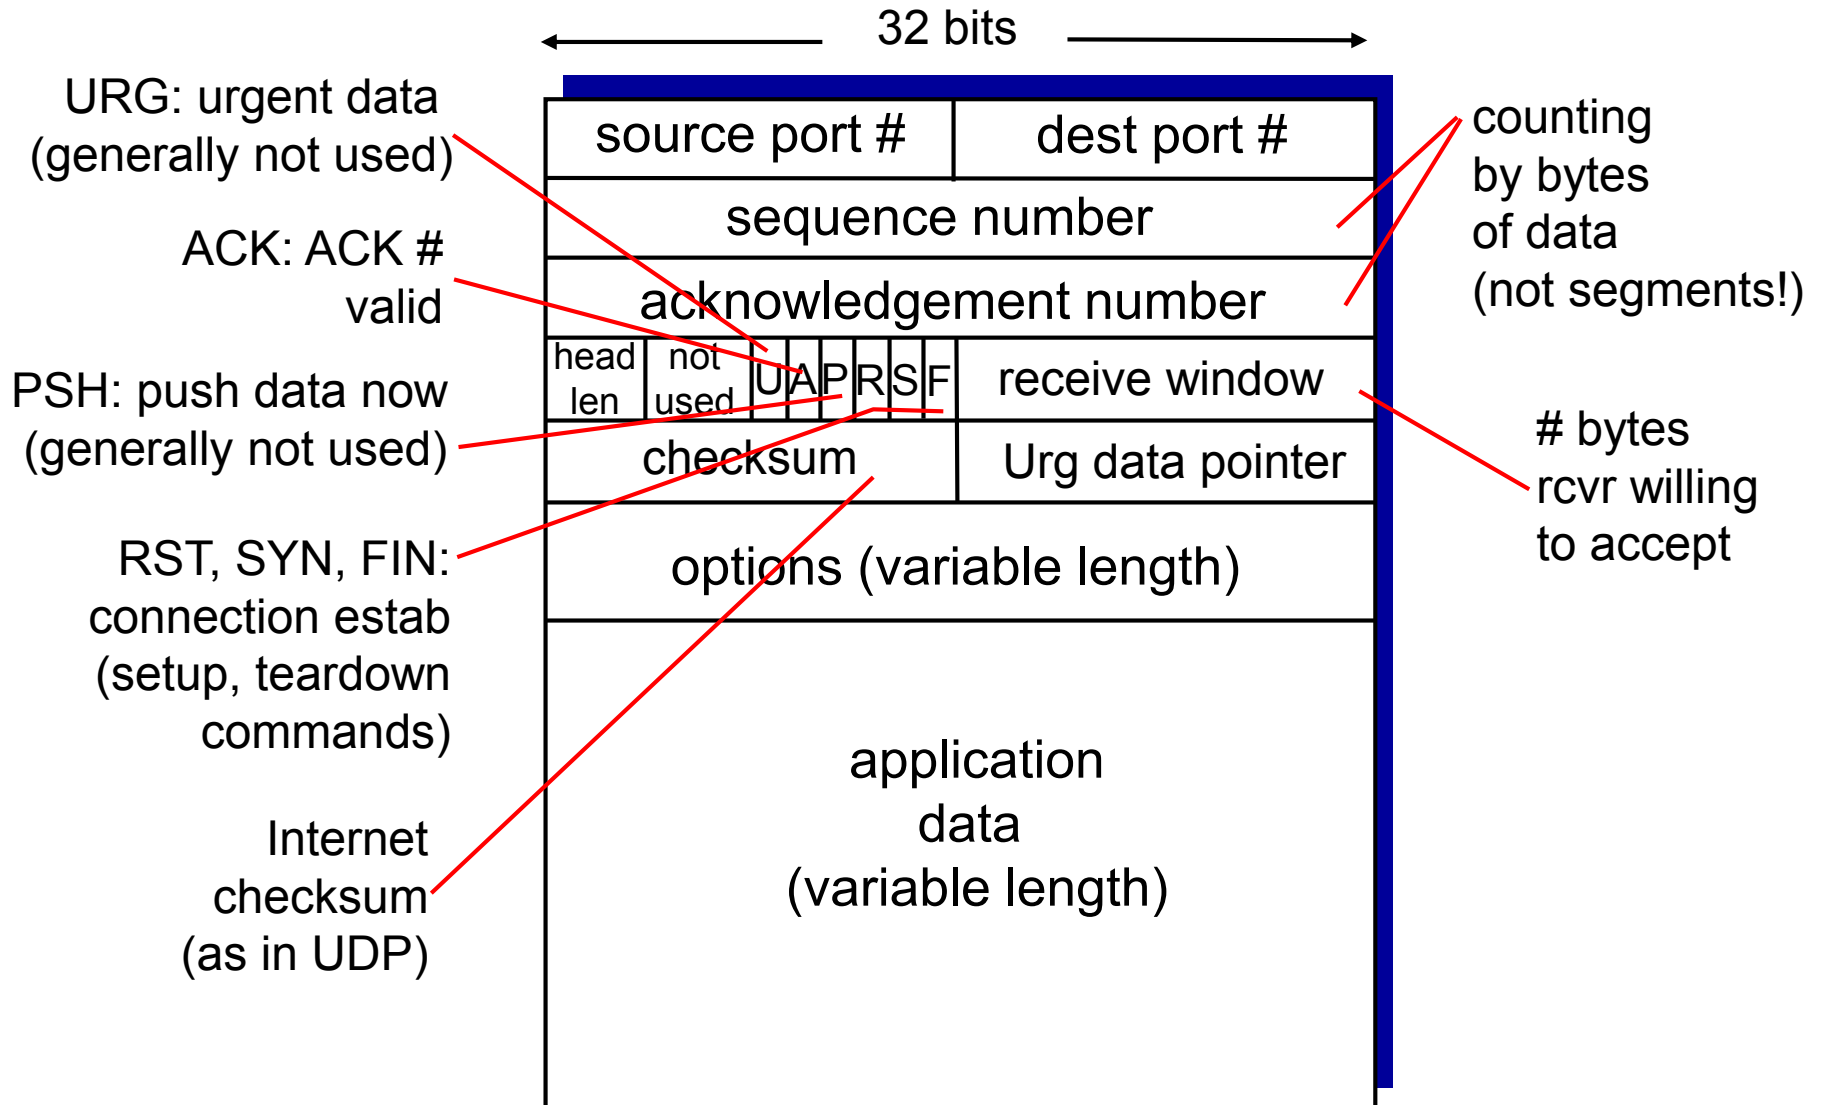 32 bits
URG: urgent data
(generally not used)
ACK: ACK #
valid
PSH: push data now
(generally not used)
RST, SYN, FIN:
connection estab
(setup, teardown
commands)
Internet
checksum
(as in UDP)
source port #
dest port #
sequence number
acknowledgement number
head
len
not
used
U A P R S F
receive window
checksum
Urg data pointer
options (variable length)
application
data
(variable length)
counting
by bytes
of data
(not segments!)
# bytes
rcvr willing
to accept